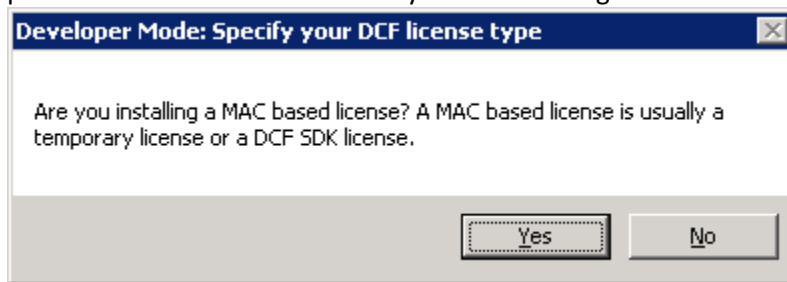 Developer Mode: Specify your DCF license type
Are you installing a MAC based license? A MAC based license is usually a
temporary license or a DCF SDK license.
Yes
No